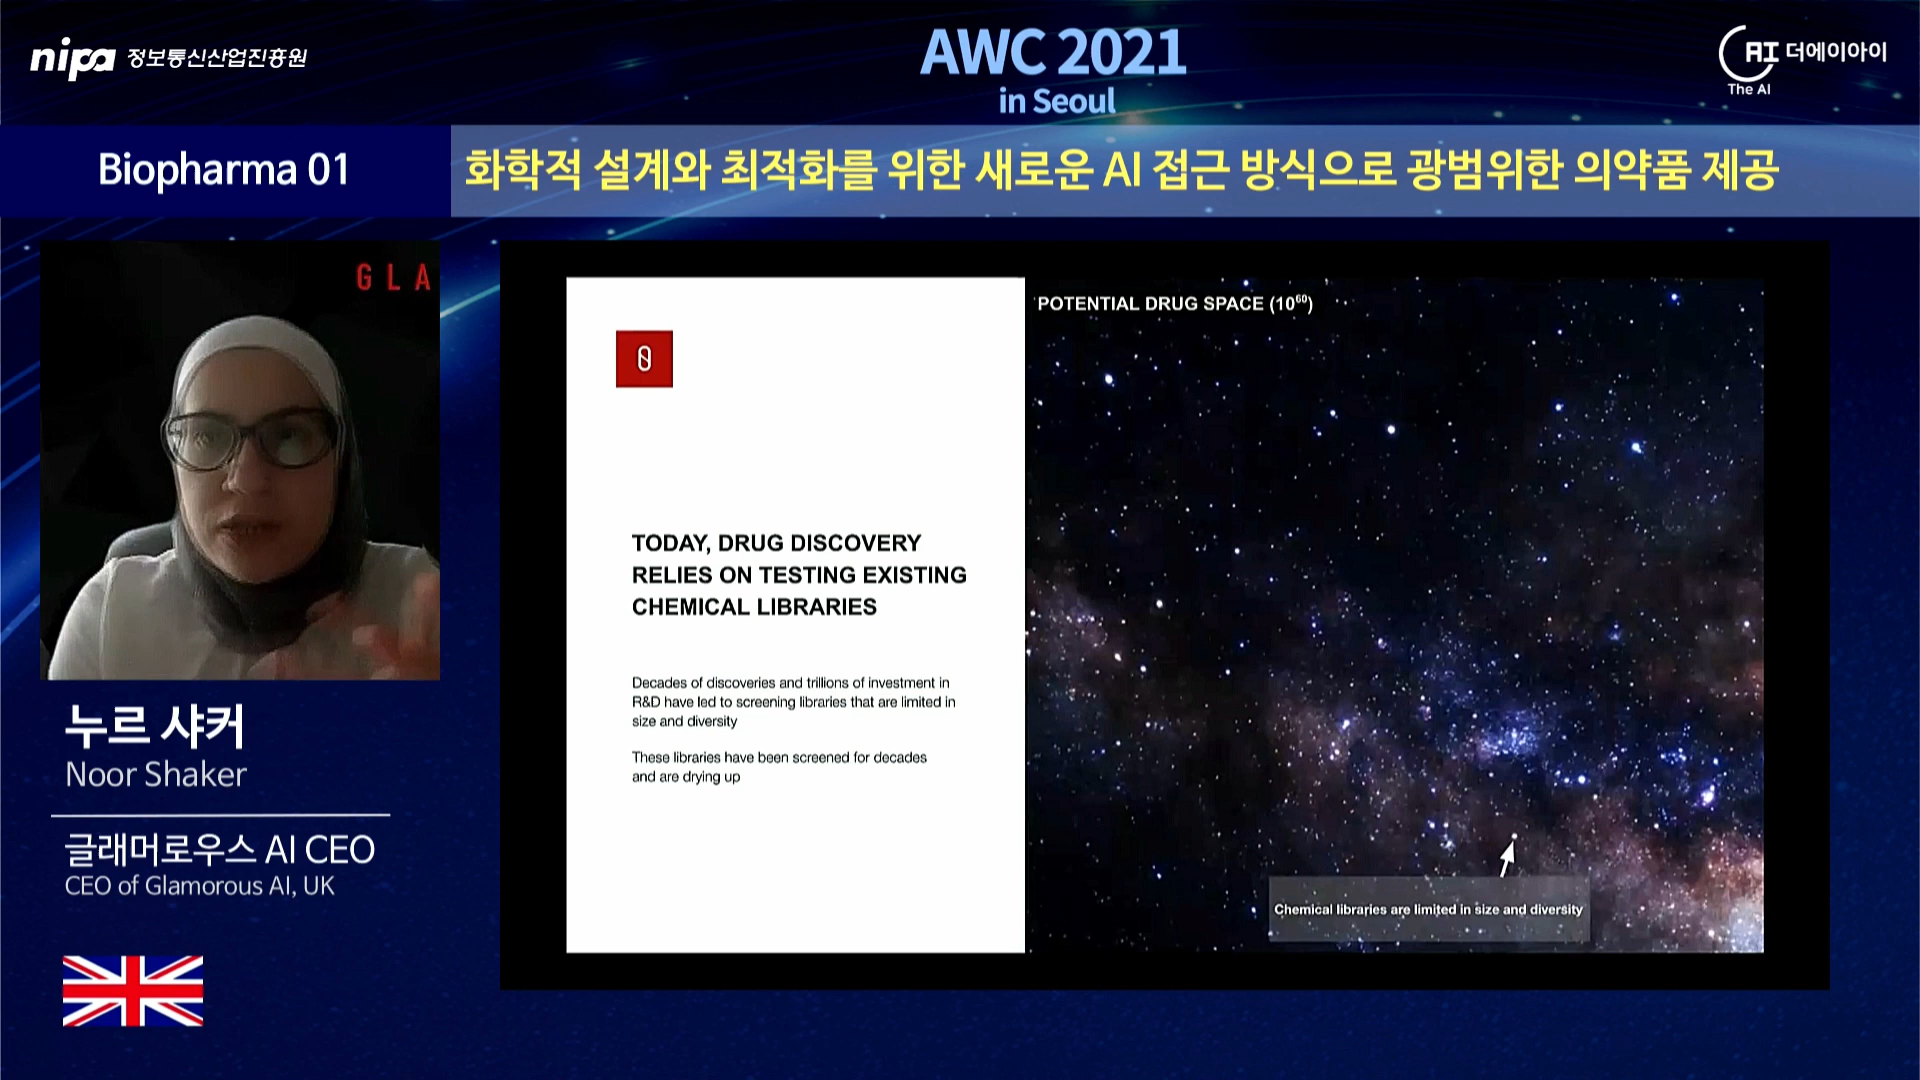 nipa 정보통신산업진흥원
AWC 2021
in Seoul
AI 더에이아이
The AI
Biopharma 01
화학적 설계와 최적화를 위한 새로운 AI 접근 방식으로 광범위한 의약품 제공
G L A
누르 샤커
Noor Shaker
글래머로우스 AI CEO
CEO of Glamorous AI, UK
TODAY, DRUG DISCOVERY
RELIES ON TESTING EXISTING
CHEMICAL LIBRARIES
Decades of discoveries and trillions of investment in
R&D have led to screening libraries that are limited in
size and diversity
These libraries have been screened for decades
and are drying up
POTENTIAL DRUG SPACE (10⁶⁰)
Chemical libraries are limited in size and diversity